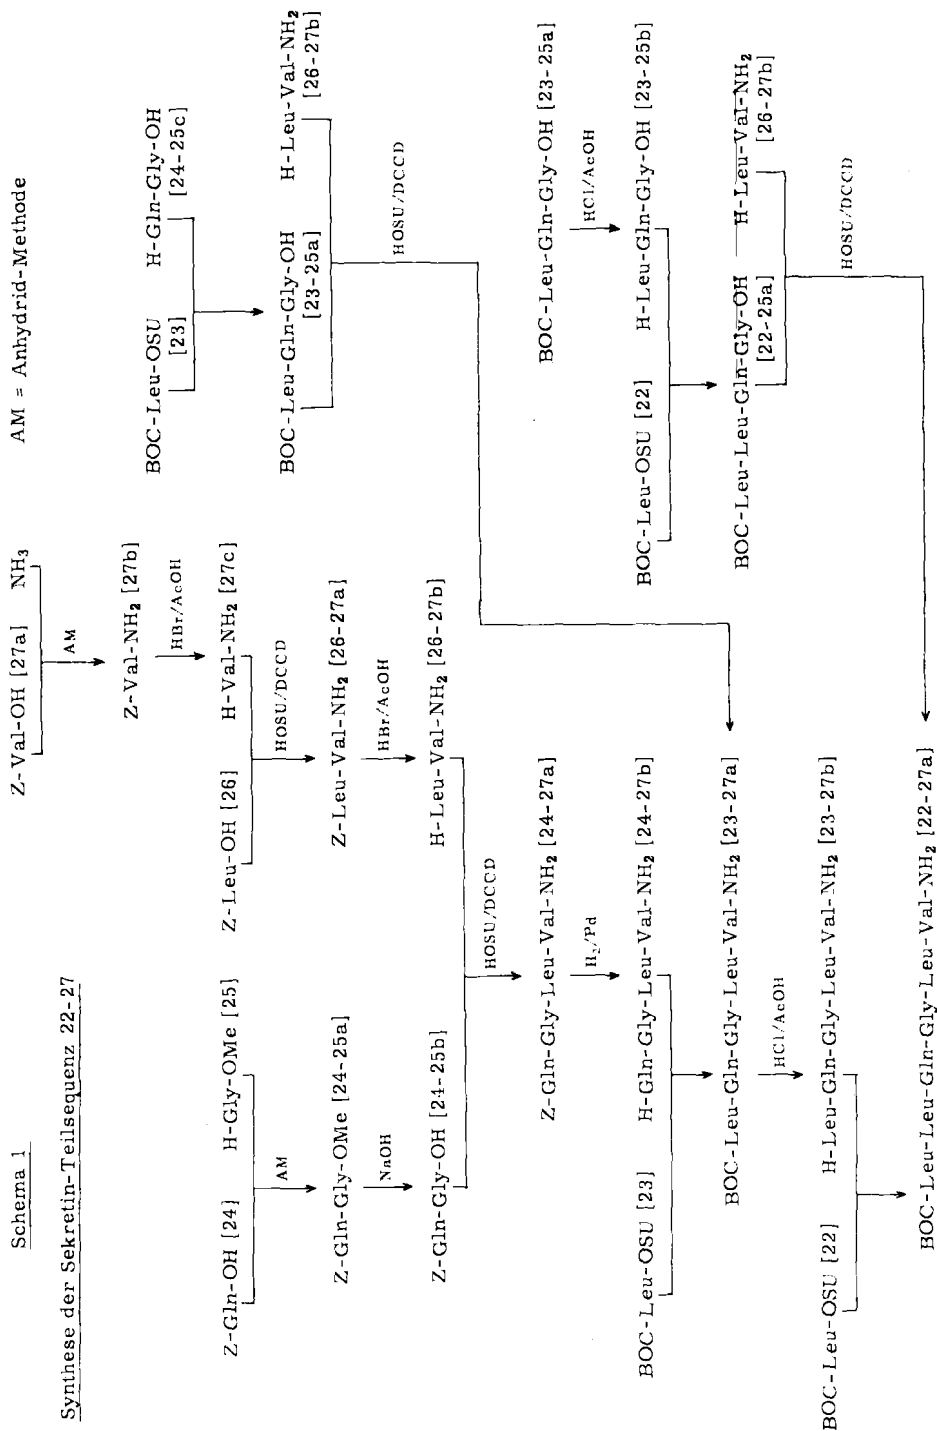 Schema 1
AM = Anhydrid-Methode
Synthese der Sekretin-Teilsequenz 22-27
Z-Val-OH [27a] NH3
AM
Z-Val-NH2 [27b]
HBr/AcOH
Z-Leu-OH [26] H-Val-NH2 [27c]
HOSU/DCCD
Z-Leu-Val-NH2 [26-27a]
HBr/AcOH
H-Leu-Val-NH2 [26-27b]
Z-Gln-OH [24] H-Gly-OMe [25]
AM
Z-Gln-Gly-OMe [24-25a]
NaOH
Z-Gln-Gly-OH [24-25b]
HOSU/DCCD
Z-Gln-Gly-Leu-Val-NH2 [24-27a]
H2/Pd
BOC-Leu-OSU [23] H-Gln-Gly-Leu-Val-NH2 [24-27b]
BOC-Leu-Gln-Gly-Leu-Val-NH2 [23-27a]
HCl/AcOH
BOC-Leu-OSU [22] H-Leu-Gln-Gly-Leu-Val-NH2 [23-27b]
BOC-Leu-Leu-Gln-Gly-Leu-Val-NH2 [22-27a]
BOC-Leu-OSU H-Gln-Gly-OH
[23] [24-25c]
BOC-Leu-Gln-Gly-OH H-Leu-Val-NH2
[23-25a] [26-27b]
HOSU/DCCD
BOC-Leu-Gln-Gly-OH [23-25a]
HCl/AcOH
BOC-Leu-OSU [22] H-Leu-Gln-Gly-OH [23-25b]
BOC-Leu-Leu-Gln-Gly-OH H-Leu-Val-NH2
[22-25a] [26-27b]
HOSU/DCCD